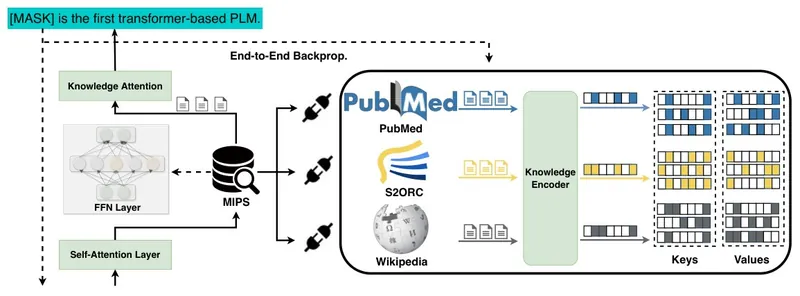 [MASK] is the first transformer-based PLM.
End-to-End Backprop.
Knowledge Attention
FFN Layer
MIPS
Self-Attention Layer
PubMed
PubMed
S2ORC
Wikipedia
Knowledge
Encoder
Keys
Values